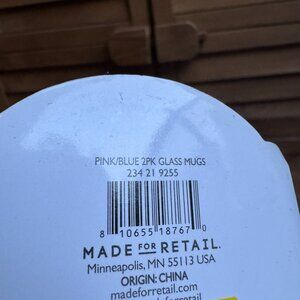 PINK/BLUE 2PK GLASS MUGS
234 21 9255
8 10655 18767 0
MADE FOR RETAIL.
Minneapolis, MN 55113 USA
ORIGIN: CHINA
madeforretail.com
madeforretail